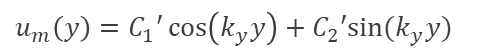 u_m(y) = C_1′ cos(k_y y) + C_2′sin(k_y y)